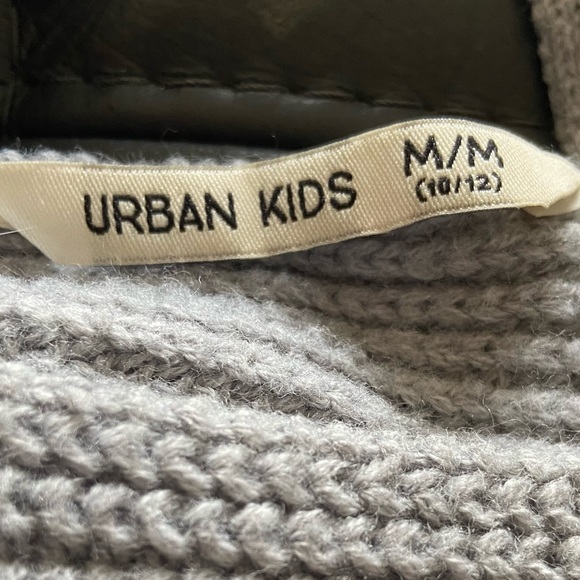 URBAN KIDS
M/M
(10/12)